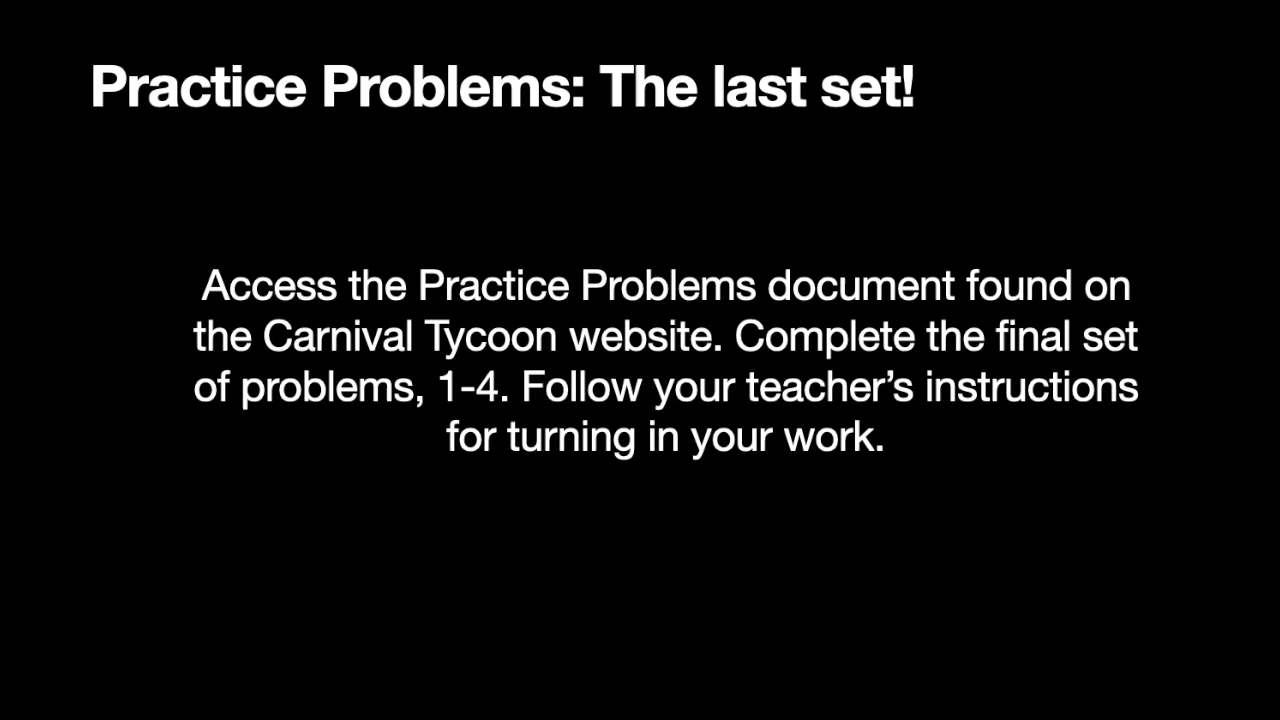 Practice Problems: The last set!
Access the Practice Problems document found on
the Carnival Tycoon website. Complete the final set
of problems, 1-4. Follow your teacher’s instructions
for turning in your work.